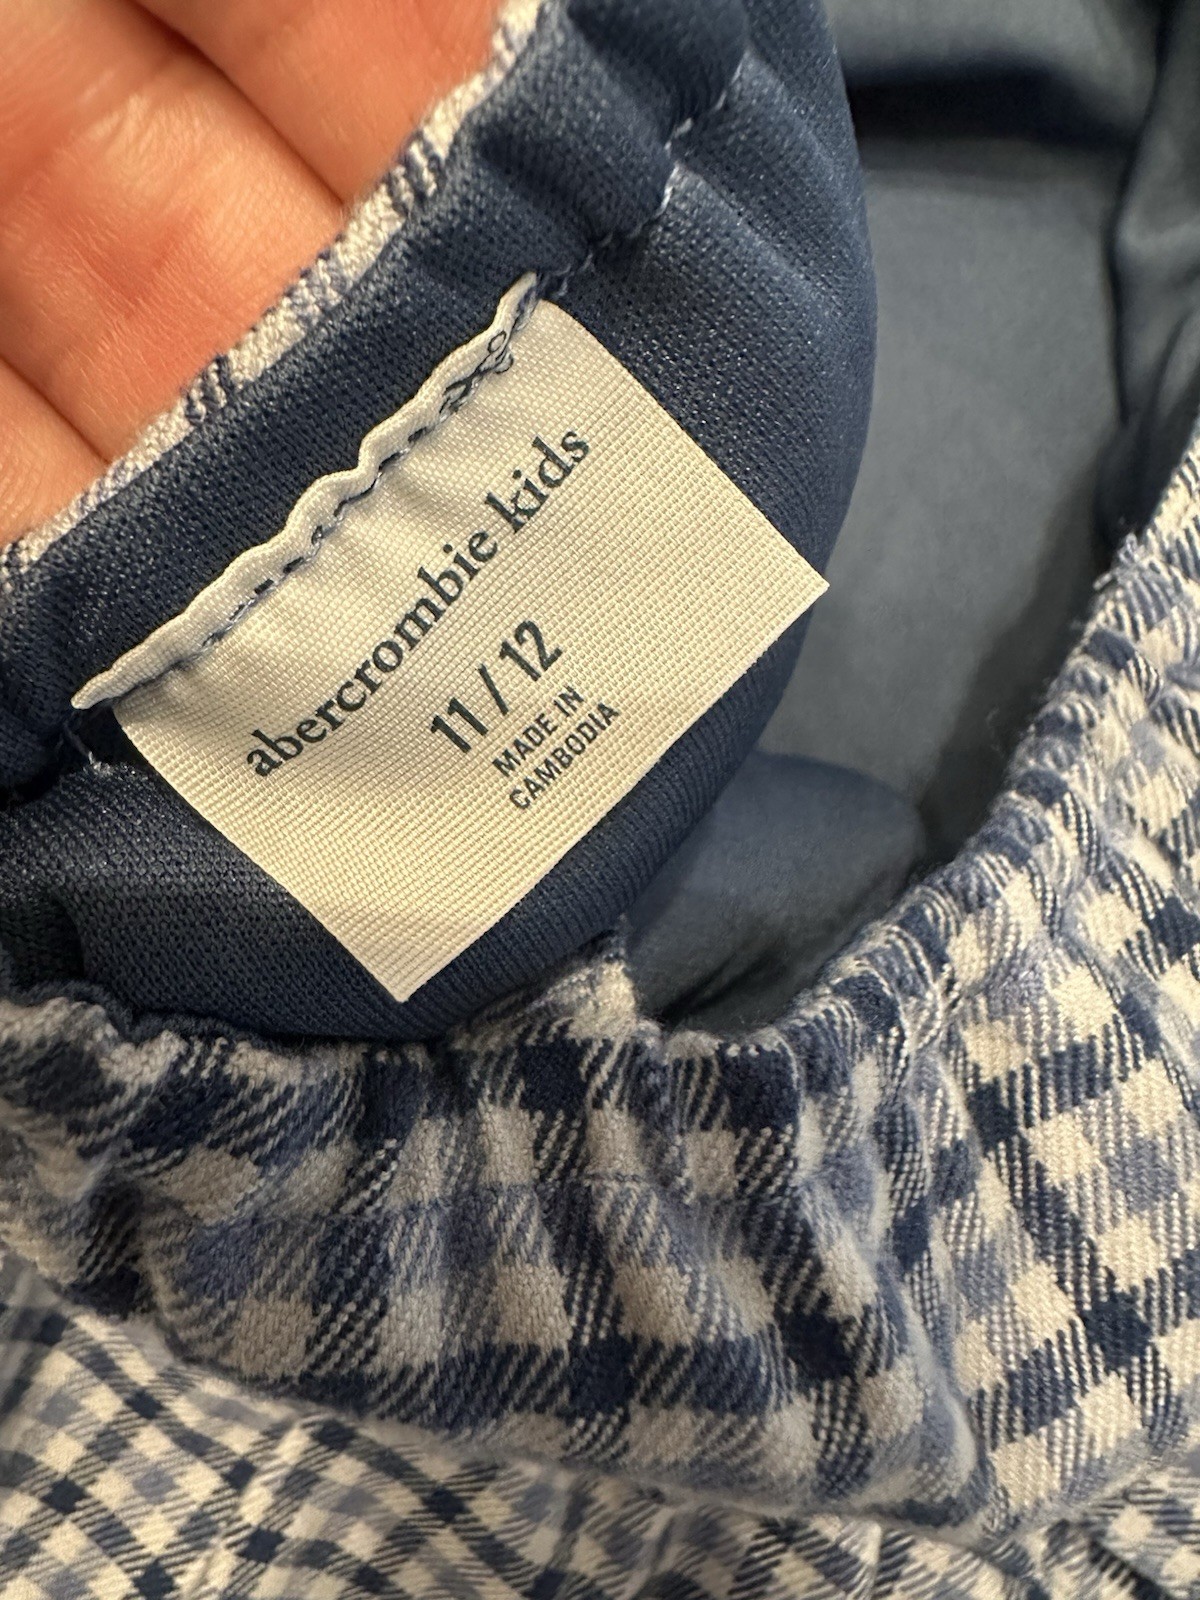 abercrombie kids
11 / 12
MADE IN
CAMBODIA